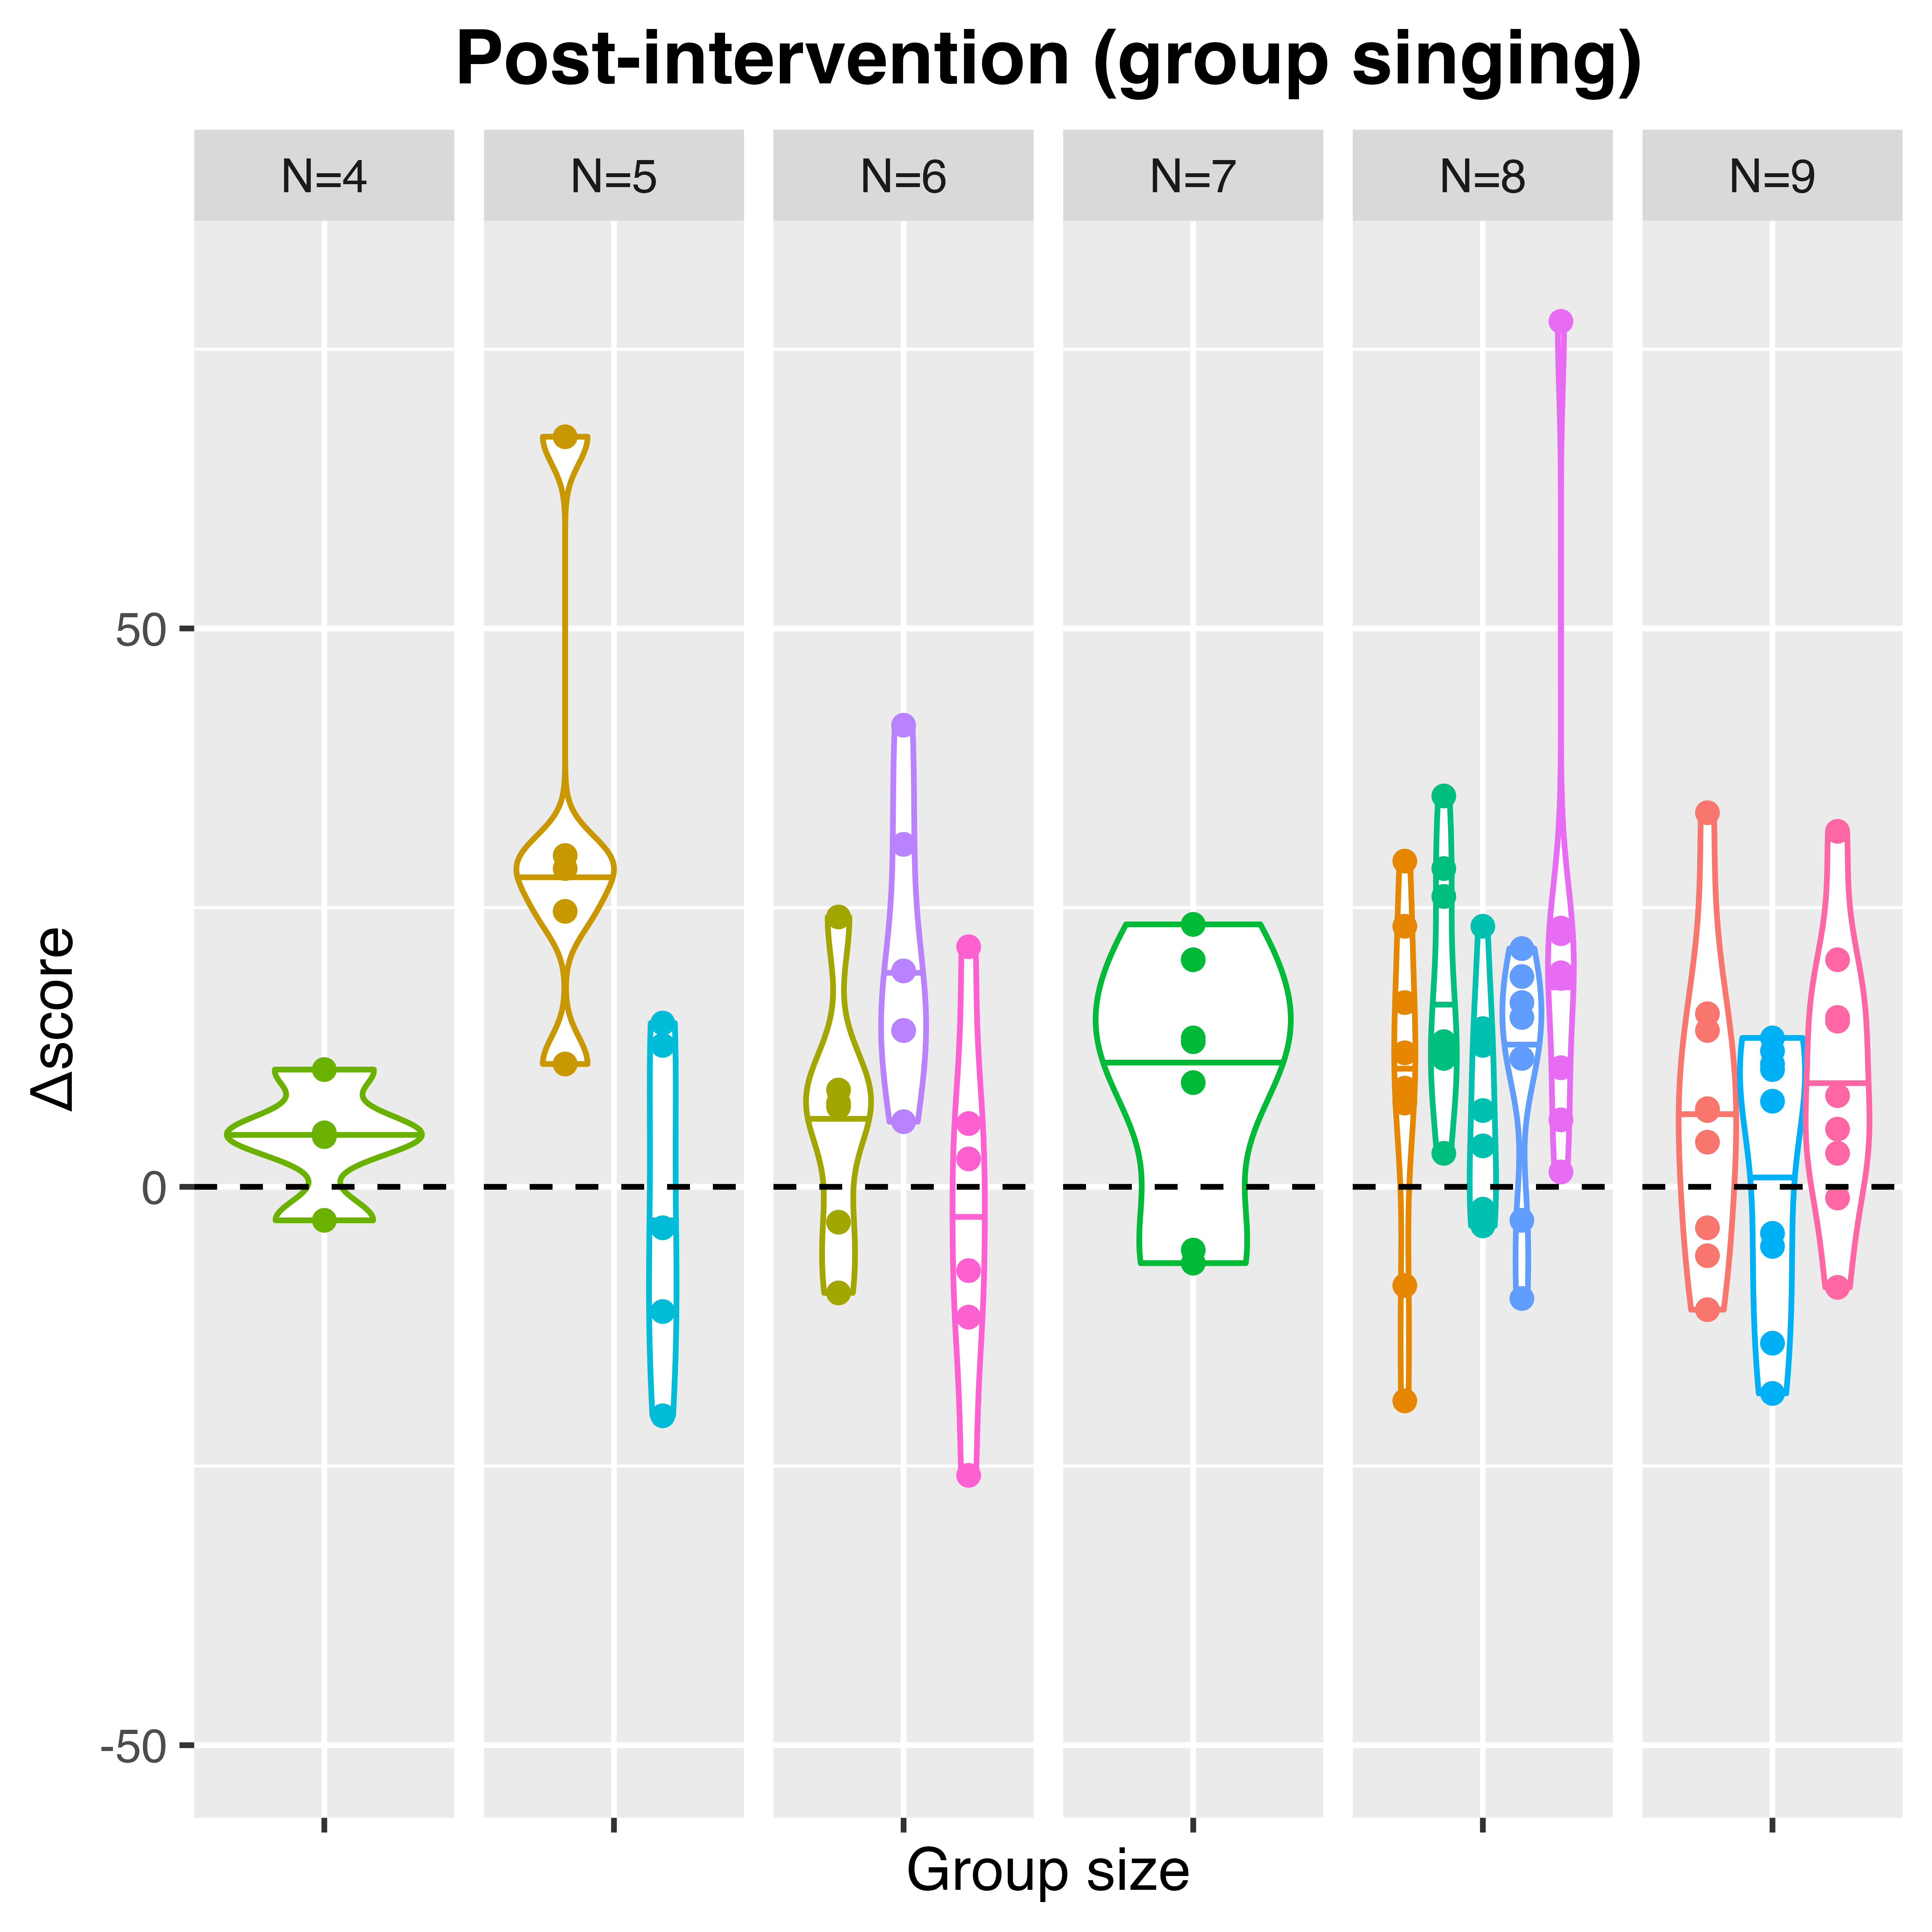 Post-intervention (group singing)
N=4 N=5 N=6 N=7 N=8 N=9
50
0
-50
Δscore
Group size